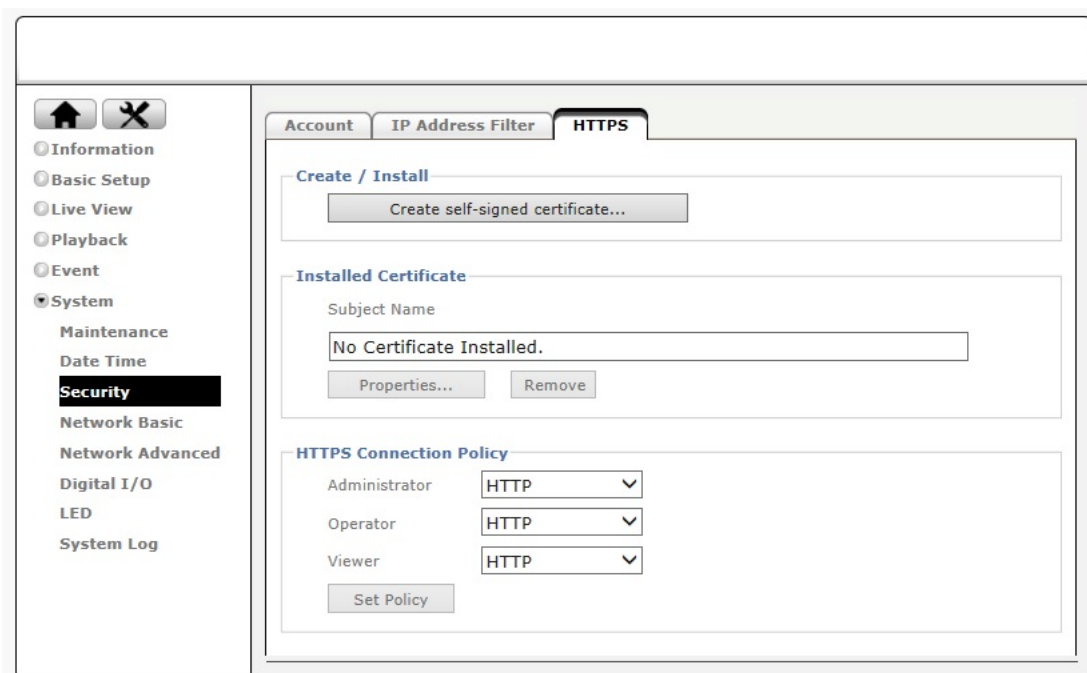 Information
Basic Setup
Live View
Playback
Event
System
Maintenance
Date Time
Security
Network Basic
Network Advanced
Digital I/O
LED
System Log
Account IP Address Filter HTTPS
Create / Install
Create self-signed certificate...
Installed Certificate
Subject Name
No Certificate Installed.
Properties... Remove
HTTPS Connection Policy
Administrator HTTP
Operator HTTP
Viewer HTTP
Set Policy